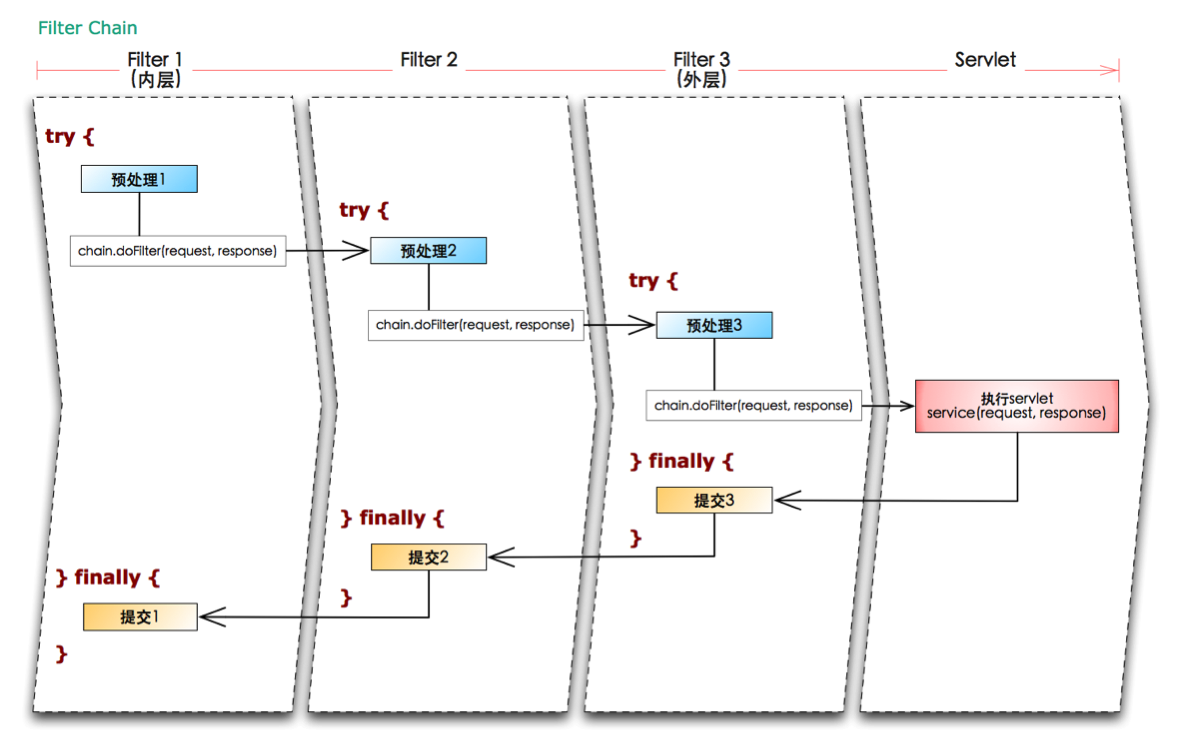 Filter Chain
Filter 1
(内层)
Filter 2
Filter 3
(外层)
Servlet
try {
预处理1
chain.doFilter(request, response)
try {
预处理2
chain.doFilter(request, response)
try {
预处理3
chain.doFilter(request, response)
执行servlet
service(request, response)
} finally {
提交3
}
} finally {
提交2
}
} finally {
提交1
}